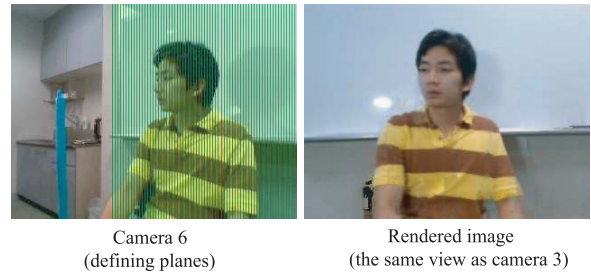 Camera 6
(defining planes)
Rendered image
(the same view as camera 3)